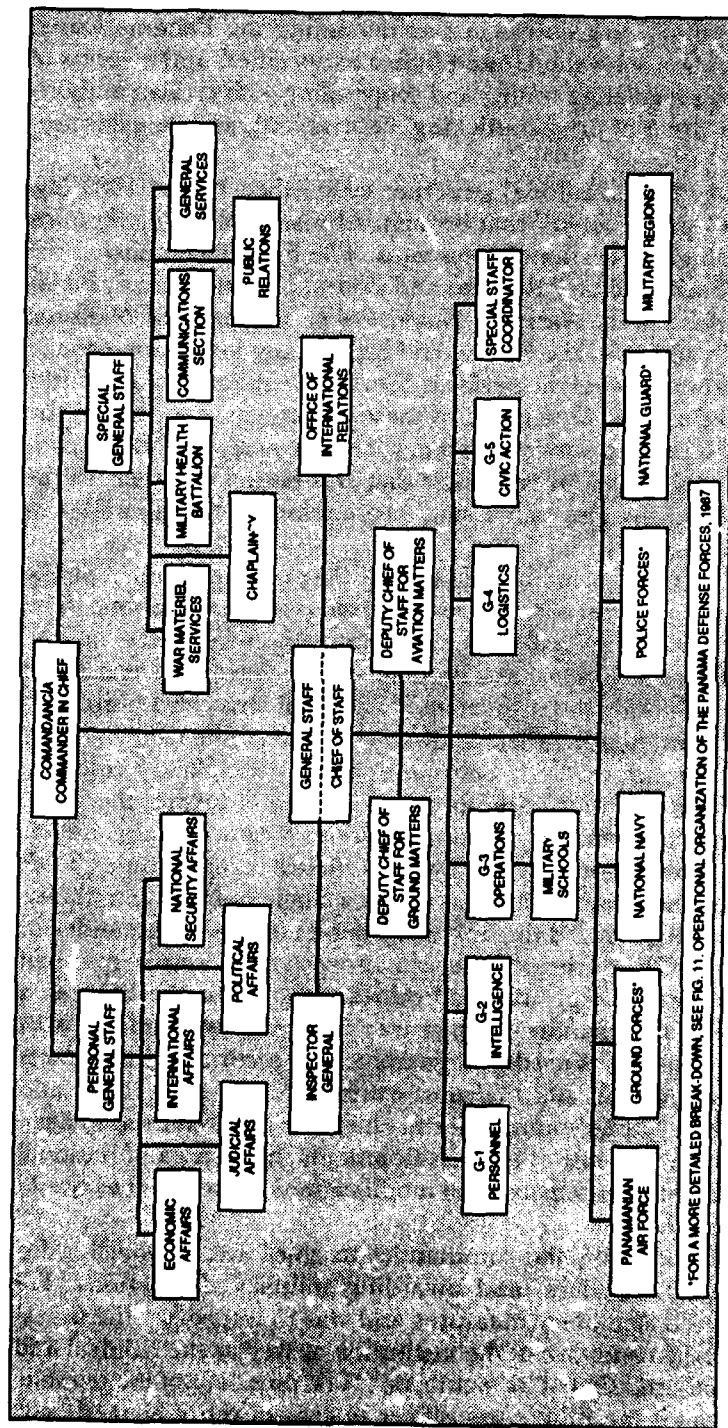 COMANDANCÍA
COMMANDER IN CHIEF
PERSONAL
GENERAL STAFF
SPECIAL
GENERAL STAFF
ECONOMIC
AFFAIRS
INTERNATIONAL
AFFAIRS
NATIONAL
SECURITY AFFAIRS
JUDICIAL
AFFAIRS
POLITICAL
AFFAIRS
WAR MATERIEL
SERVICES
MILITARY HEALTH
BATTALION
COMMUNICATIONS
SECTION
GENERAL
SERVICES
CHAPLAINCY
PUBLIC
RELATIONS
INSPECTOR
GENERAL
GENERAL STAFF
CHIEF OF STAFF
OFFICE OF
INTERNATIONAL
RELATIONS
DEPUTY CHIEF OF
STAFF FOR
GROUND MATTERS
DEPUTY CHIEF OF
STAFF FOR
AVIATION MATTERS
G-1
PERSONNEL
G-2
INTELLIGENCE
G-3
OPERATIONS
G-4
LOGISTICS
G-5
CIVIC ACTION
SPECIAL STAFF
COORDINATOR
MILITARY
SCHOOLS
PANAMANIAN
AIR FORCE
GROUND FORCES*
NATIONAL NAVY
POLICE FORCES*
NATIONAL GUARD*
MILITARY REGIONS*
*FOR A MORE DETAILED BREAK-DOWN, SEE FIG. 11. OPERATIONAL ORGANIZATION OF THE PANAMA DEFENSE FORCES, 1987